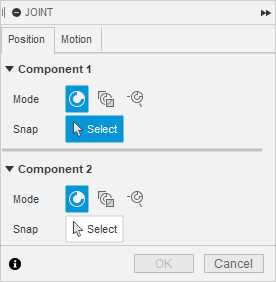 JOINT
Position Motion
Component 1
Mode
Snap Select
Component 2
Mode
Snap Select
OK Cancel